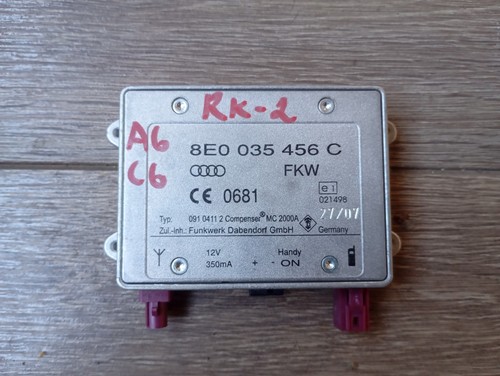 RK-2
A6
C6
8E0 035 456 C
FKW
CE 0681
e1
021498
27/07
Typ: 091 0411 2 Compenser® MC 2000A
Zul.-Inh.: Funkwerk Dabendorf GmbH
Germany
12V
350mA
+ -
Handy
- ON